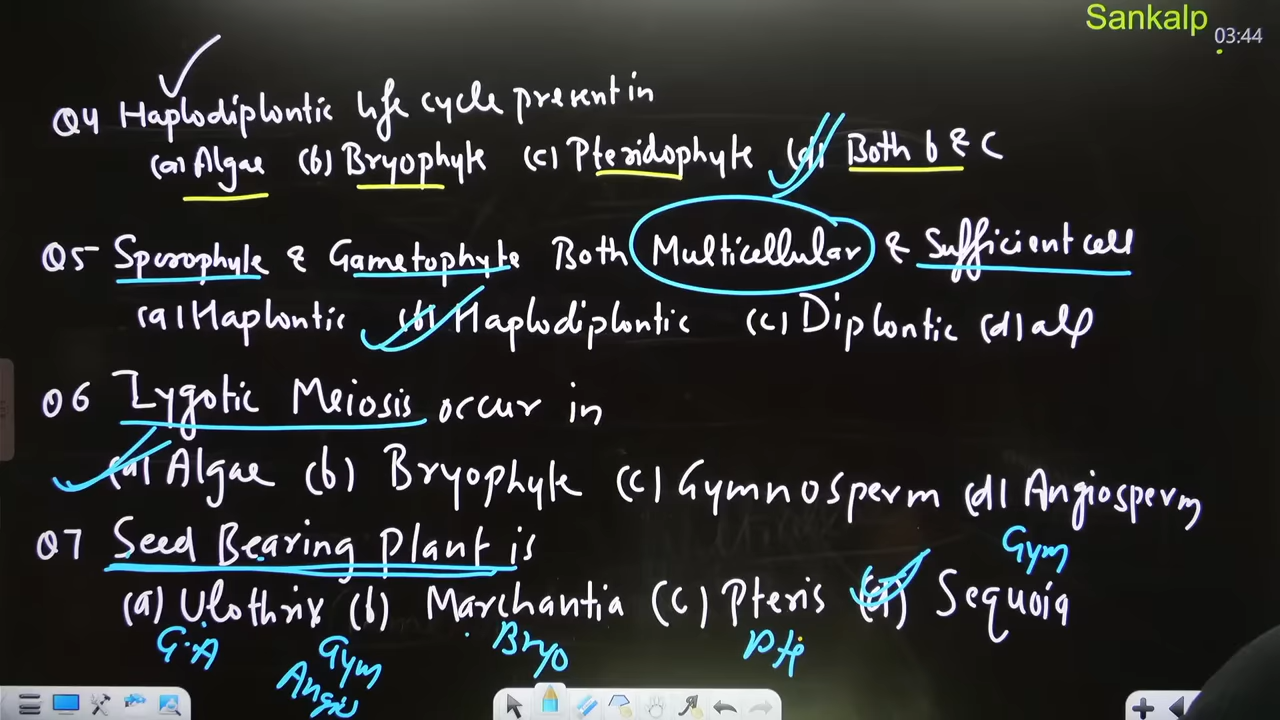 Sankalp
03:44
Q4 Haplodiplontic life cycle present in
(a) Algae (b) Bryophyte (c) Pteridophyte (d) Both b & C
Q5 Sporophyte & Gametophyte Both Multicellular & Sufficient cell
(a) Haplontic (b) Haplodiplontic (c) Diplontic (d) all
Q6 Zygotic Meiosis occur in
(a) Algae (b) Bryophyte (c) Gymnosperm (d) Angiosperm
Q7 Seed Bearing Plant is
Gym
(a) Ulothrix (b) Marchantia (c) Pteris (d) Sequoia
G.A Gym Bryo Pte
Angio